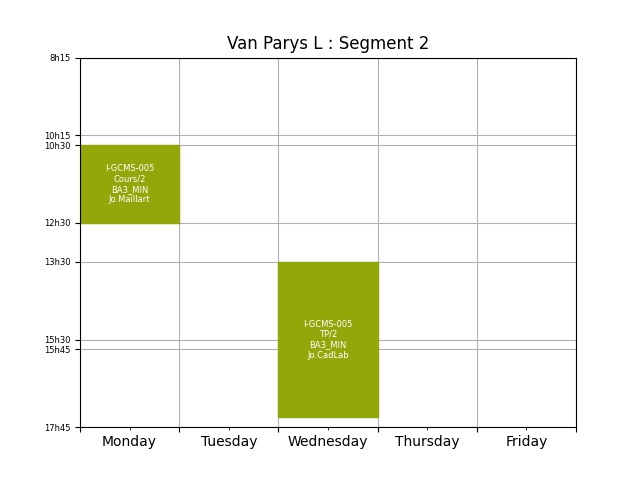 Van Parys L : Segment 2
8h15
10h15
10h30
I-GCMS-005
Cours/2
BA3_MIN
Jo.Maillart
12h30
13h30
I-GCMS-005
TP/2
BA3_MIN
Jo.CadLab
15h30
15h45
17h45
Monday
Tuesday
Wednesday
Thursday
Friday